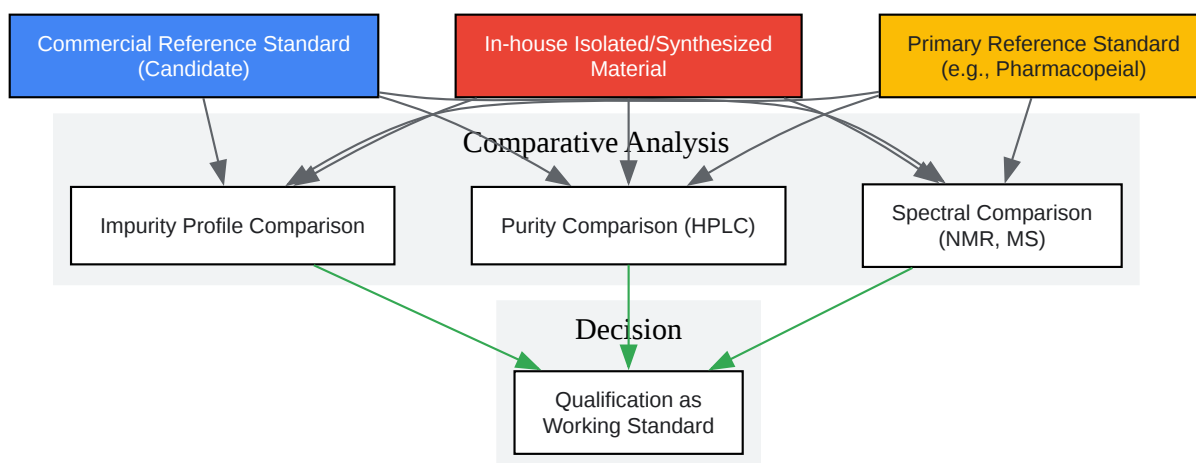 Commercial Reference Standard
(Candidate)
In-house Isolated/Synthesized
Material
Primary Reference Standard
(e.g., Pharmacopeial)
Comparative Analysis
Impurity Profile Comparison
Purity Comparison (HPLC)
Spectral Comparison
(NMR, MS)
Decision
Qualification as
Working Standard